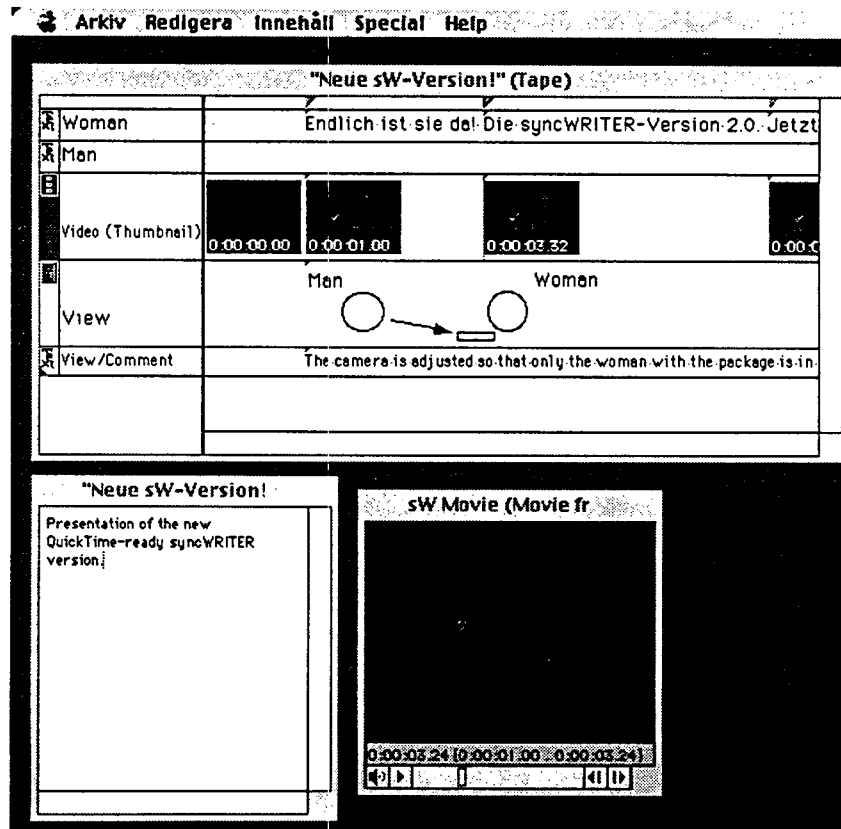 Arkiv Redigera Innehåll Special Help
"Neue sW-Version!" (Tape)
Woman Endlich·ist·sie·da!·Die·syncWRITER-Version·2.0.·Jetzt
Man
Video (Thumbnail) 0:00:00.00 0:00:01.00 0:00:03.32
Man Woman
View
View/Comment The·camera·is·adjusted·so·that·only·the·woman·with·the·package·is·in·
"Neue sW-Version!
Presentation of the new
QuickTime-ready syncWRITER
version.
sW Movie (Movie fr
0:00:03.24 [0:00:01.00 0:00:03.24]